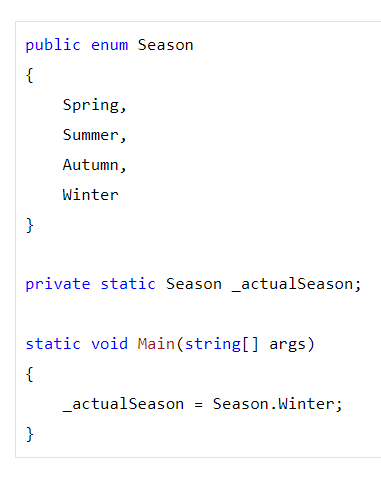 public enum Season
{
    Spring,
    Summer,
    Autumn,
    Winter
}

private static Season _actualSeason;

static void Main(string[] args)
{
    _actualSeason = Season.Winter;
}